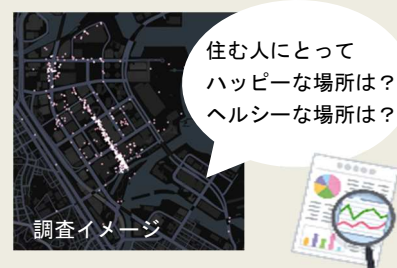 住む人にとって
ハッピーな場所は？
ヘルシーな場所は？
調査イメージ